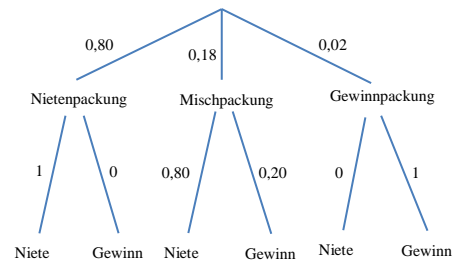 0,80 0,18 0,02
Nietenpackung Mischpackung Gewinnpackung
1 0 0,80 0,20 0 1
Niete Gewinn Niete Gewinn Niete Gewinn